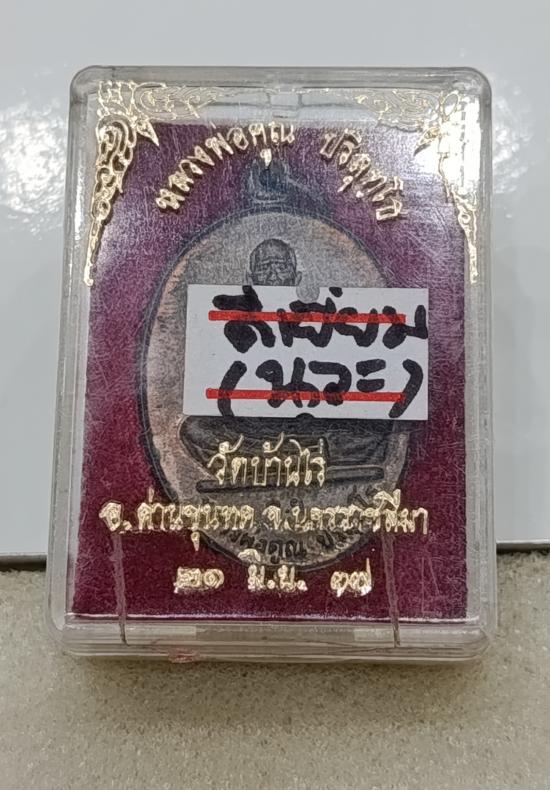 หลวงพ่อคูณ ปริสุทฺโธ
สี่เหลี่ยม
(นวะ)
วัดบ้านไร่
อ.ด่านขุนทด จ.นครราชสีมา
๒๑ มิ.ย. ๓๗